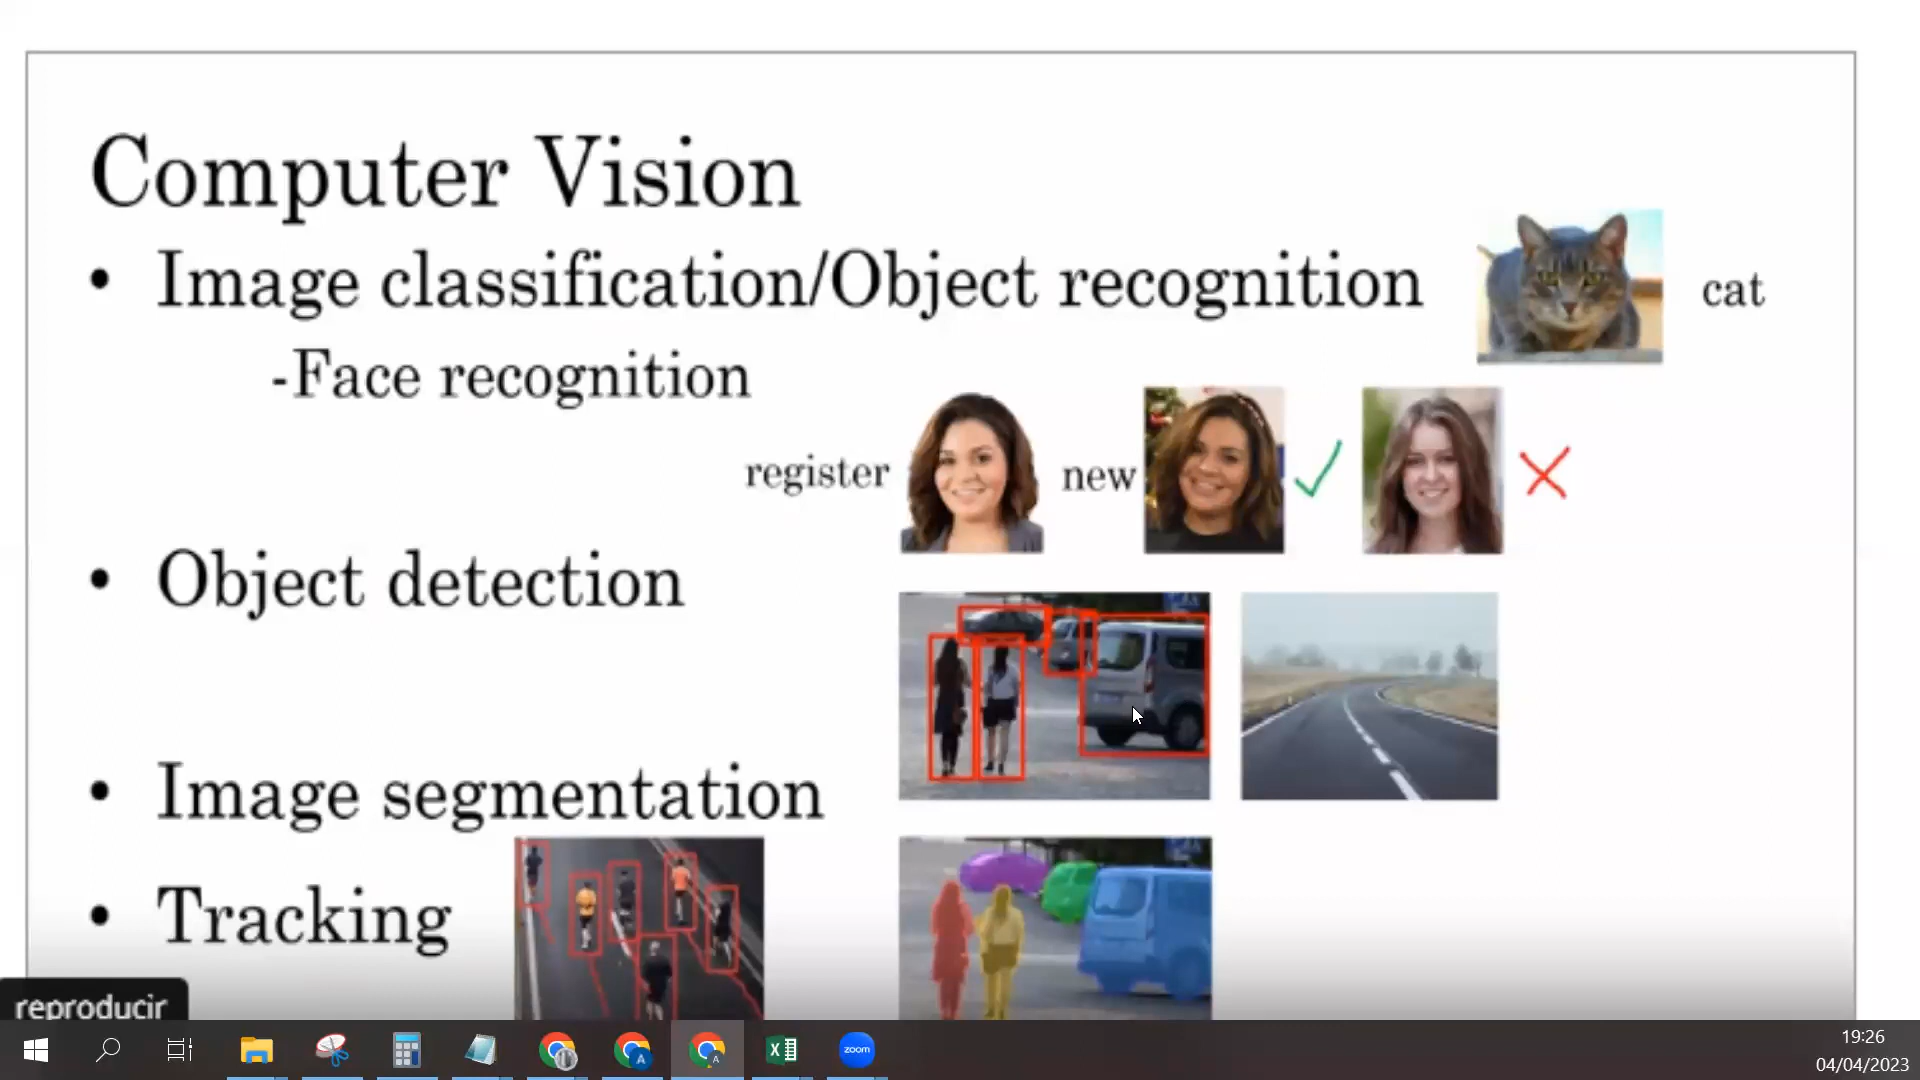 Computer Vision
• Image classification/Object recognition
cat
-Face recognition
register
new
• Object detection
• Image segmentation
• Tracking
reproducir
A
A
X
zoom
19:26
04/04/2023